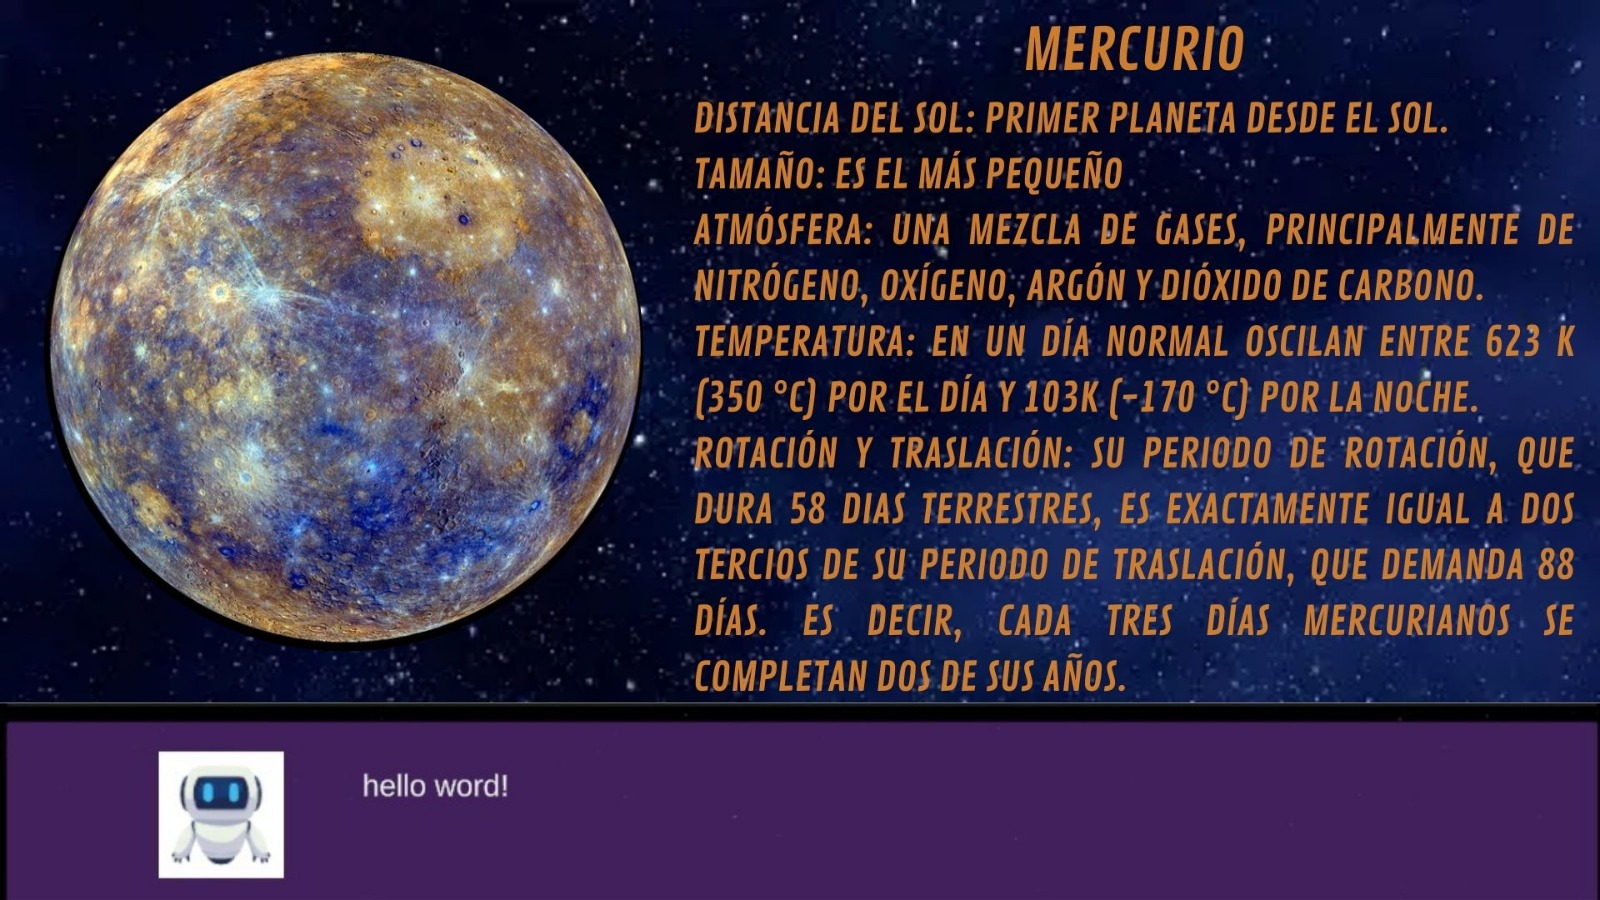 MERCURIO
DISTANCIA DEL SOL: PRIMER PLANETA DESDE EL SOL.
TAMAÑO: ES EL MÁS PEQUEÑO
ATMÓSFERA: UNA MEZCLA DE GASES, PRINCIPALMENTE DE
NITRÓGENO, OXÍGENO, ARGÓN Y DIÓXIDO DE CARBONO.
TEMPERATURA: EN UN DÍA NORMAL OSCILAN ENTRE 623 K
(350 °C) POR EL DÍA Y 103K (-170 °C) POR LA NOCHE.
ROTACIÓN Y TRASLACIÓN: SU PERIODO DE ROTACIÓN, QUE
DURA 58 DIAS TERRESTRES, ES EXACTAMENTE IGUAL A DOS
TERCIOS DE SU PERIODO DE TRASLACIÓN, QUE DEMANDA 88
DÍAS. ES DECIR, CADA TRES DÍAS MERCURIANOS SE
COMPLETAN DOS DE SUS AÑOS.
hello word!